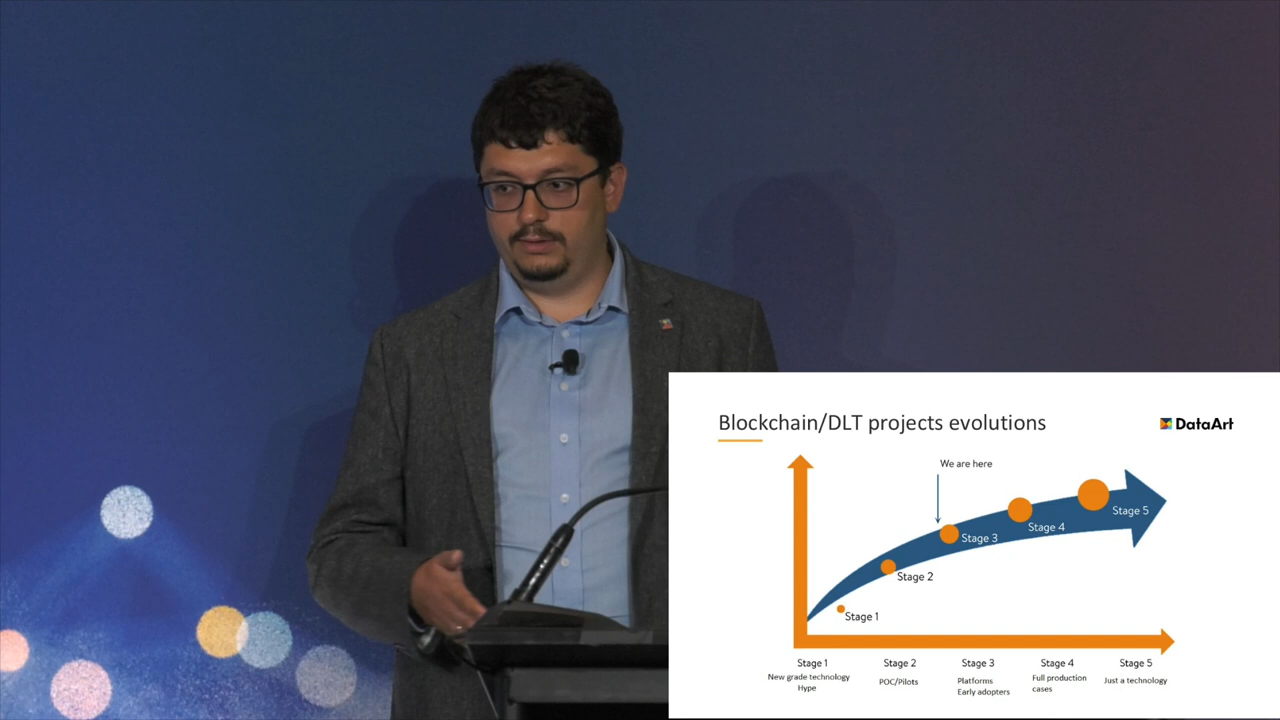 Blockchain/DLT projects evolutions
DataArt
We are here
Stage 5
Stage 4
Stage 3
Stage 2
Stage 1
Stage 1 Stage 2 Stage 3 Stage 4 Stage 5
New grade technology
Hype
POC/Pilots
Platforms
Early adopters
Full production
cases
Just a technology